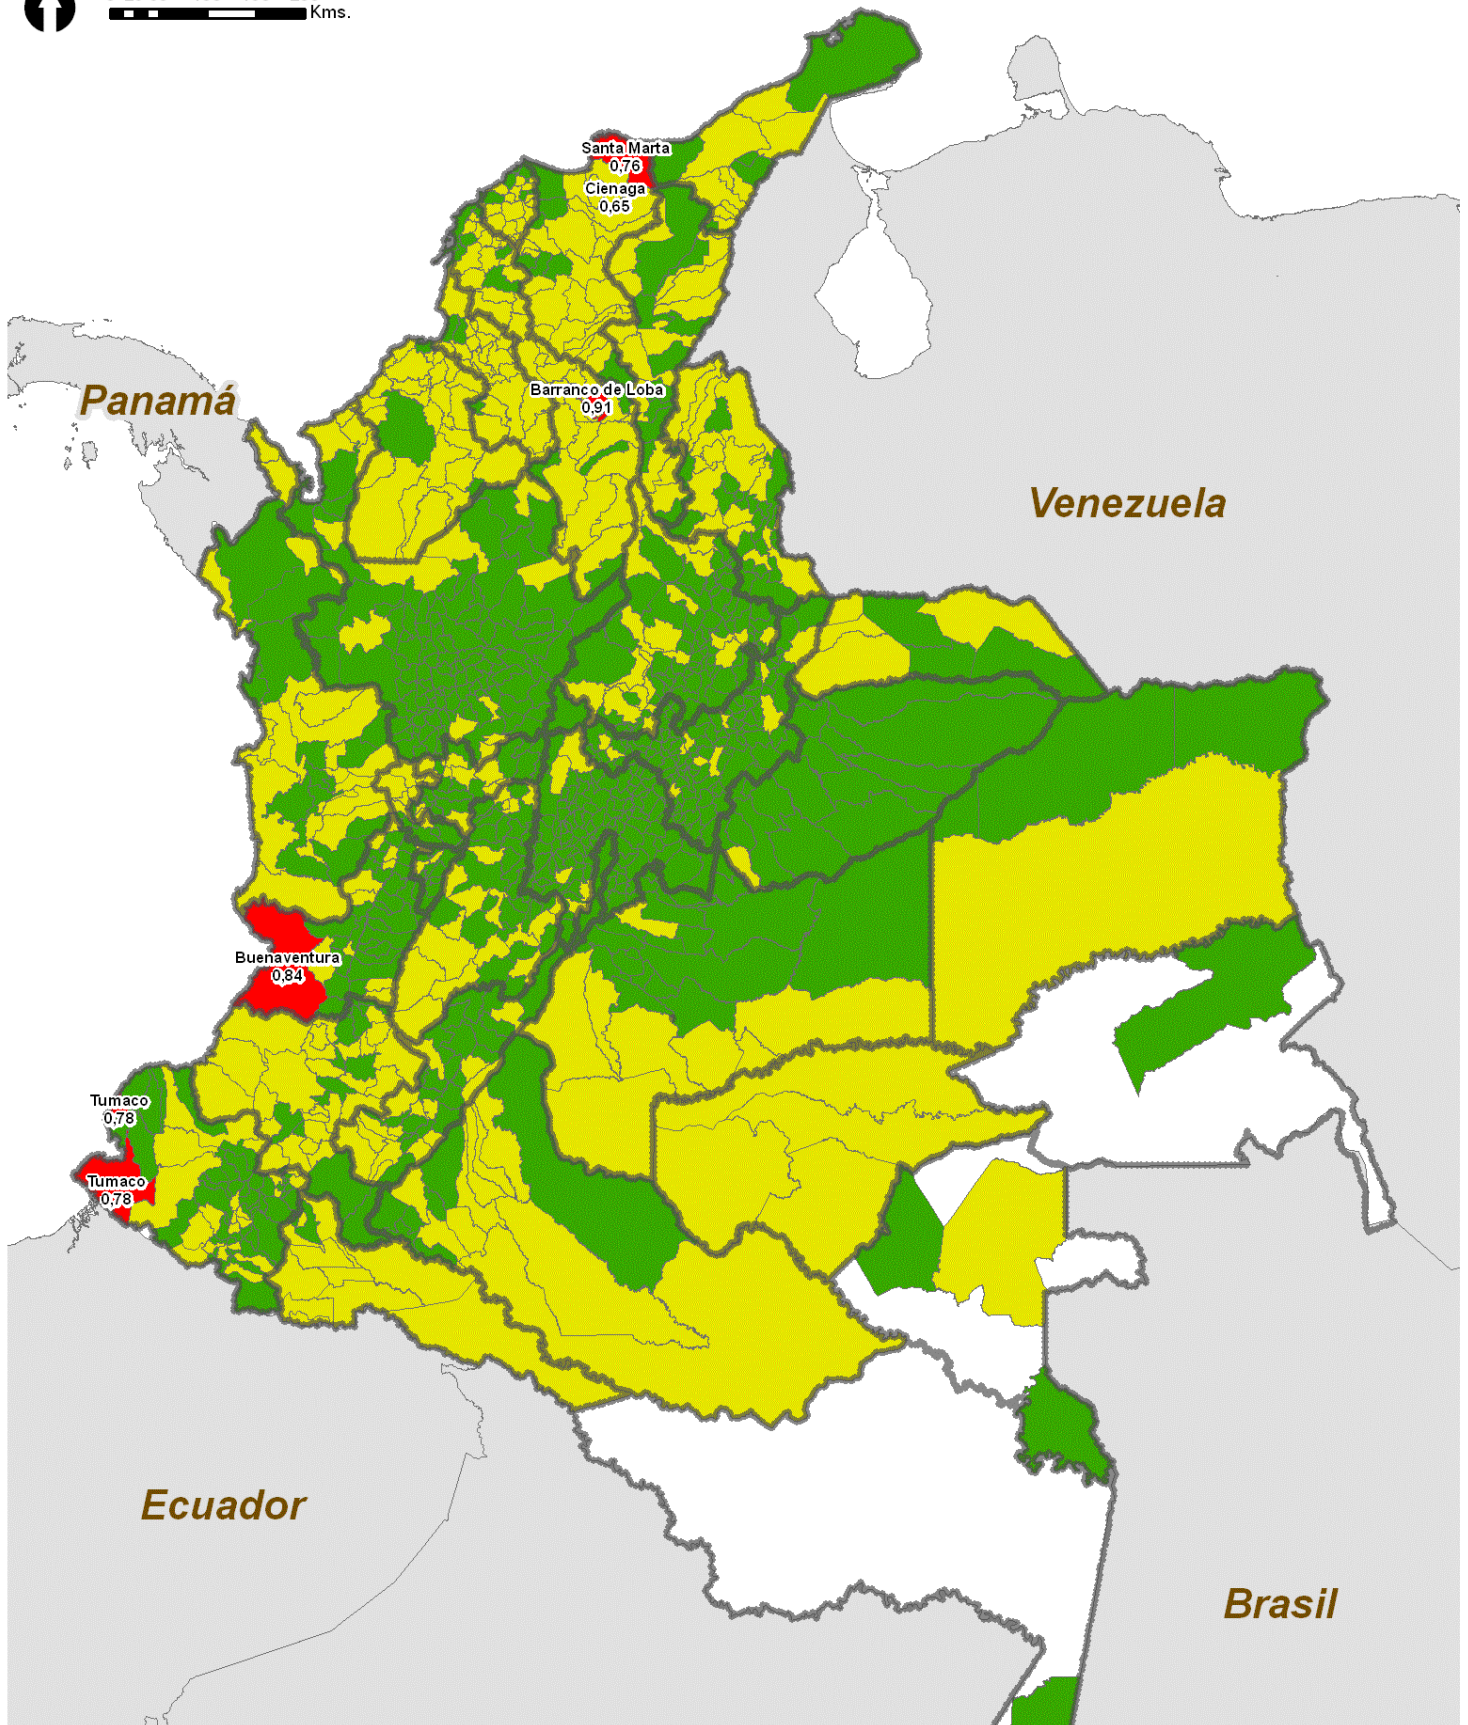 Kms.
Santa Marta
0,76
Cienaga
0,65
Panamá
Barranco de Loba
0,91
Venezuela
Buenaventura
0,84
Tumaco
0,78
Tumaco
0,78
Ecuador
Brasil